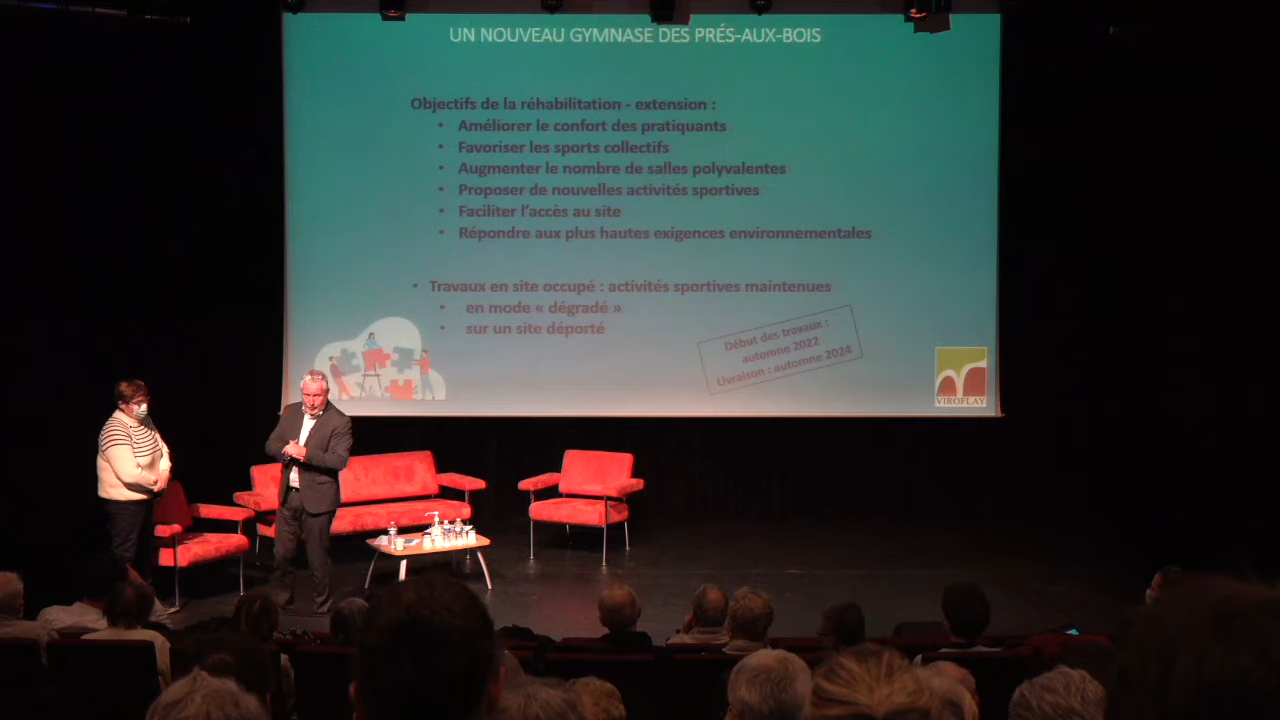 UN NOUVEAU GYMNASE DES PRÉS-AUX-BOIS
Objectifs de la réhabilitation - extension :
• Améliorer le confort des pratiquants
• Favoriser les sports collectifs
• Augmenter le nombre de salles polyvalentes
• Proposer de nouvelles activités sportives
• Faciliter l'accès au site
• Répondre aux plus hautes exigences environnementales
• Travaux en site occupé : activités sportives maintenues
• en mode « dégradé »
• sur un site déporté
Début des travaux :
automne 2022
Livraison : automne 2024
VIROFLAY